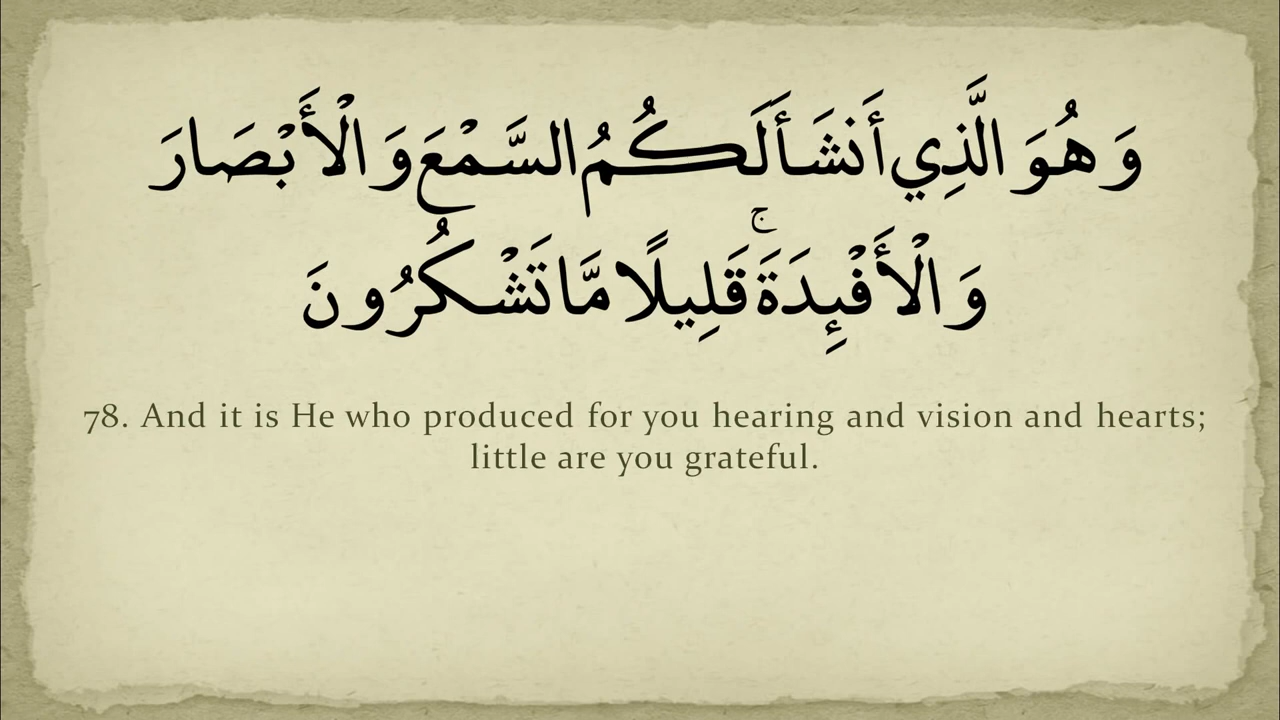 وَ هُوَ الَّذِي أَنشَأَ لَكُمُ السَّمْعَ وَ الْأَبْصَارَ
وَ الْأَفْئِدَةَ ۚ قَلِيلًا مَّا تَشْكُرُونَ
78. And it is He who produced for you hearing and vision and hearts;
little are you grateful.